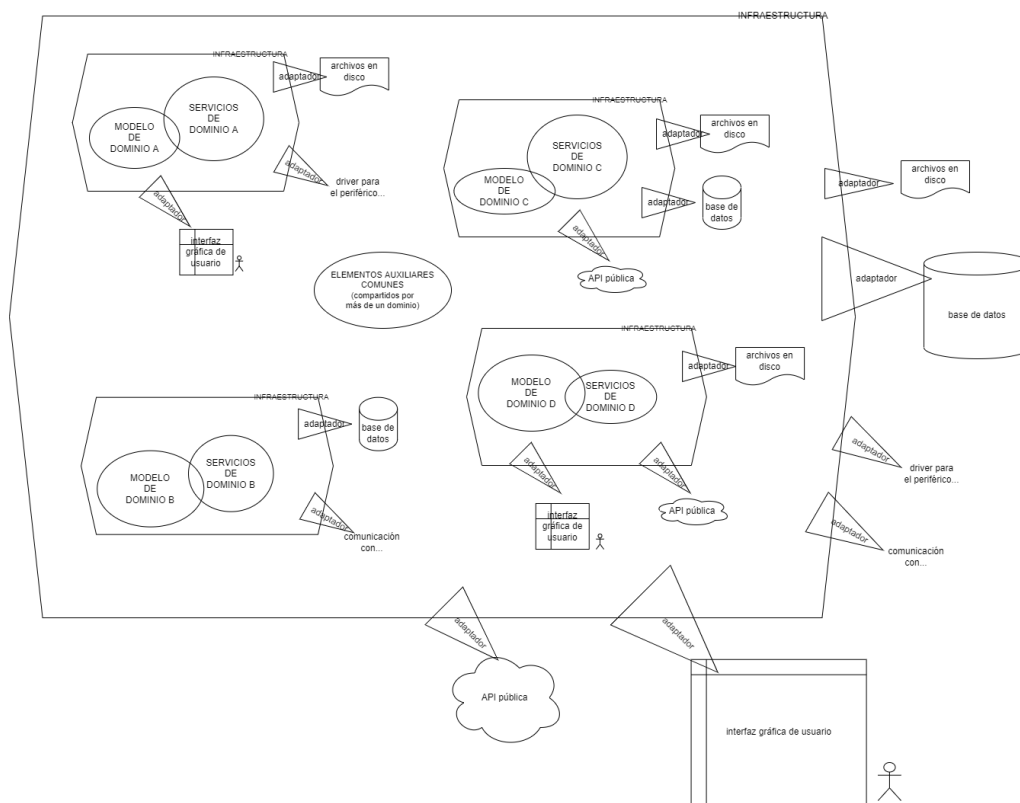 INFRAESTRUCTURA
INFRAESTRUCTURA
MODELO
DE
DOMINIO A
SERVICIOS
DE
DOMINIO A
adaptador
archivos en
disco
adaptador
driver para
el periférico...
adaptador
interfaz
gráfica de
usuario
INFRAESTRUCTURA
MODELO
DE
DOMINIO C
SERVICIOS
DE
DOMINIO C
adaptador
archivos en
disco
adaptador
base de
datos
adaptador
API pública
ELEMENTOS AUXILIARES
COMUNES
(compartidos por
más de un dominio)
INFRAESTRUCTURA
MODELO
DE
DOMINIO B
SERVICIOS
DE
DOMINIO B
adaptador
base de
datos
adaptador
comunicación
con...
INFRAESTRUCTURA
MODELO
DE
DOMINIO D
SERVICIOS
DE
DOMINIO D
adaptador
archivos en
disco
adaptador
interfaz
gráfica de
usuario
adaptador
API pública
adaptador
archivos en
disco
adaptador
base de datos
adaptador
driver para
el periférico...
adaptador
comunicación
con...
adaptador
API pública
adaptador
interfaz gráfica de usuario